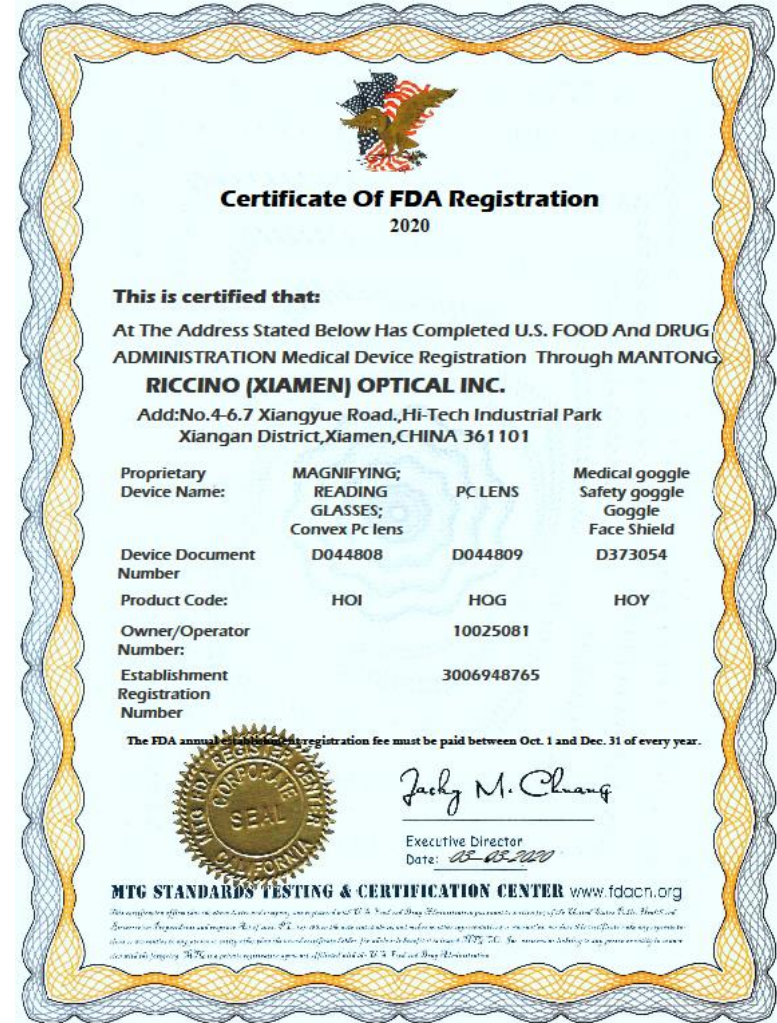 Certificate Of FDA Registration
2020
This is certified that:
At The Address Stated Below Has Completed U.S. FOOD And DRUG
ADMINISTRATION Medical Device Registration Through MANTONG
RICCINO (XIAMEN) OPTICAL INC.
Add:No.4-6.7 Xiangyue Road.,Hi-Tech Industrial Park
Xiangan District,Xiamen,CHINA 361101
Proprietary Device Name: MAGNIFYING; READING GLASSES; Convex Pc lens PC LENS Medical goggle Safety goggle Goggle Face Shield
Device Document Number D044808 D044809 D373054
Product Code: HOI HOG HOY
Owner/Operator Number: 10025081
Establishment Registration Number 3006948765
The FDA annual establishment registration fee must be paid between Oct. 1 and Dec. 31 of every year.
MTG FDA REGISTER CENTER
CORPORATE
SEAL
CALIFORNIA
Jacky M. Chuang
Executive Director
Date: 03-03-2020
MTG STANDARDS TESTING & CERTIFICATION CENTER www.fdacn.org